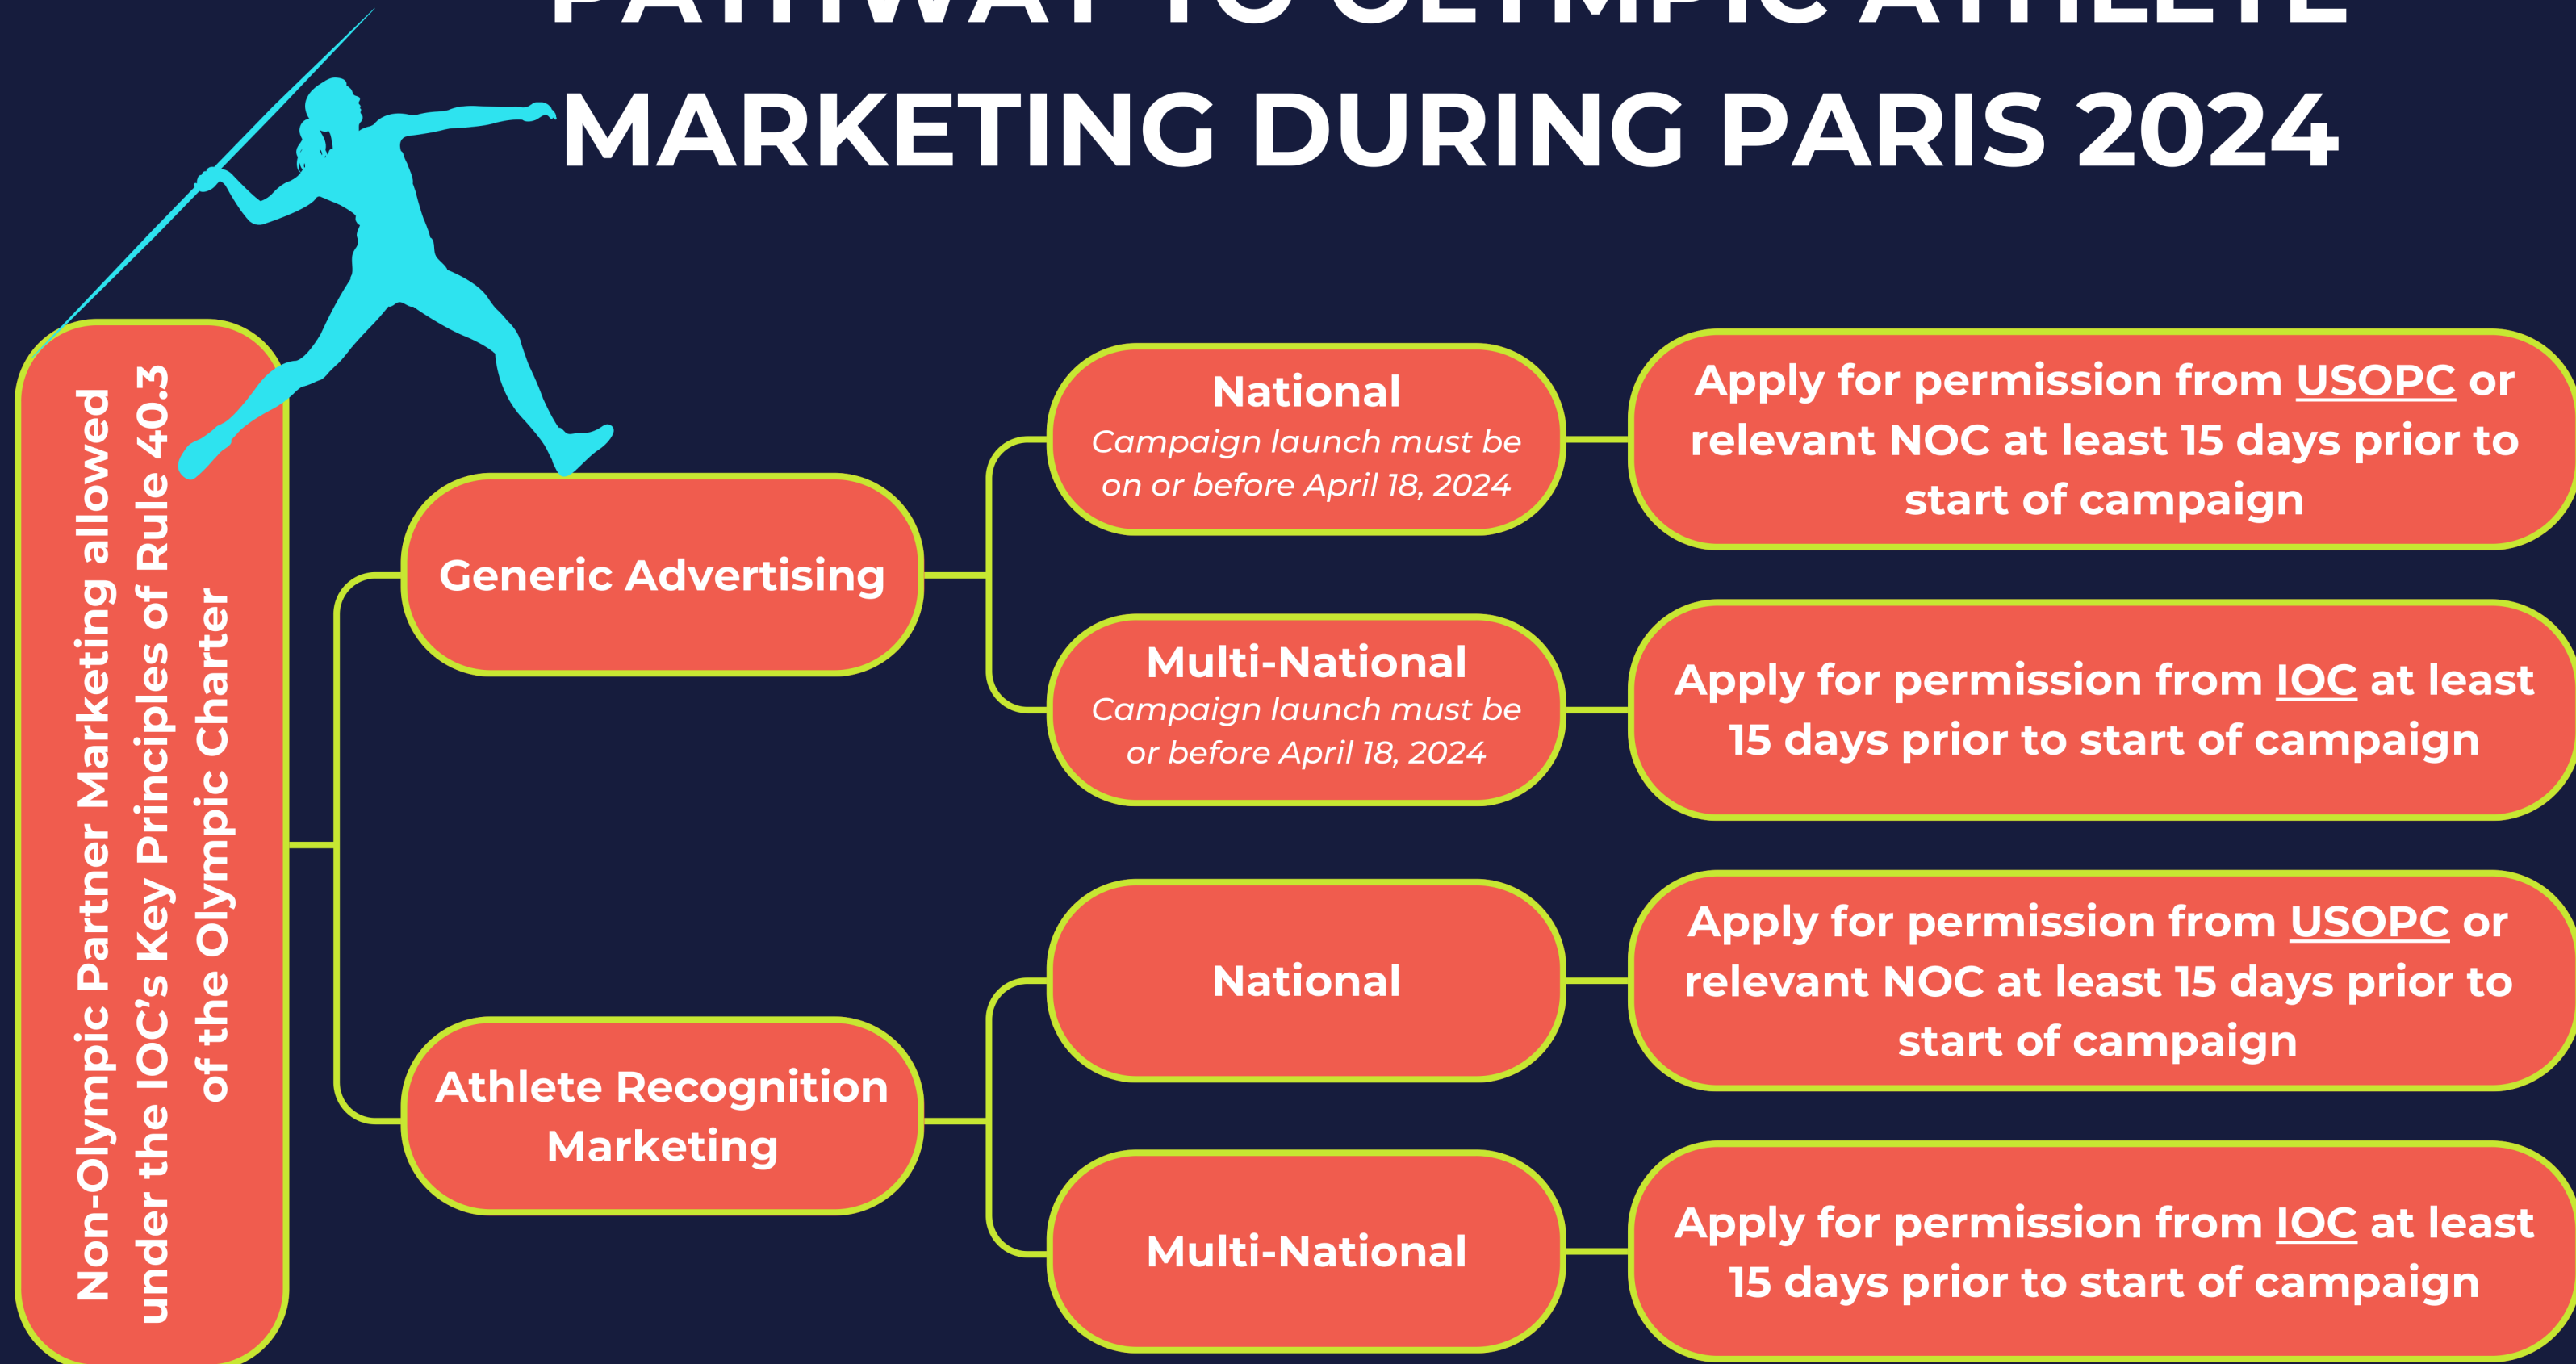 PATHWAY TO OLYMPIC ATHLETE
MARKETING DURING PARIS 2024
Non-Olympic Partner Marketing allowed
under the IOC's Key Principles of Rule 40.3
of the Olympic Charter
Generic Advertising
National
Campaign launch must be
on or before April 18, 2024
Apply for permission from USOPC or
relevant NOC at least 15 days prior to
start of campaign
Multi-National
Campaign launch must be
or before April 18, 2024
Apply for permission from IOC at least
15 days prior to start of campaign
Athlete Recognition
Marketing
National
Apply for permission from USOPC or
relevant NOC at least 15 days prior to
start of campaign
Multi-National
Apply for permission from IOC at least
15 days prior to start of campaign